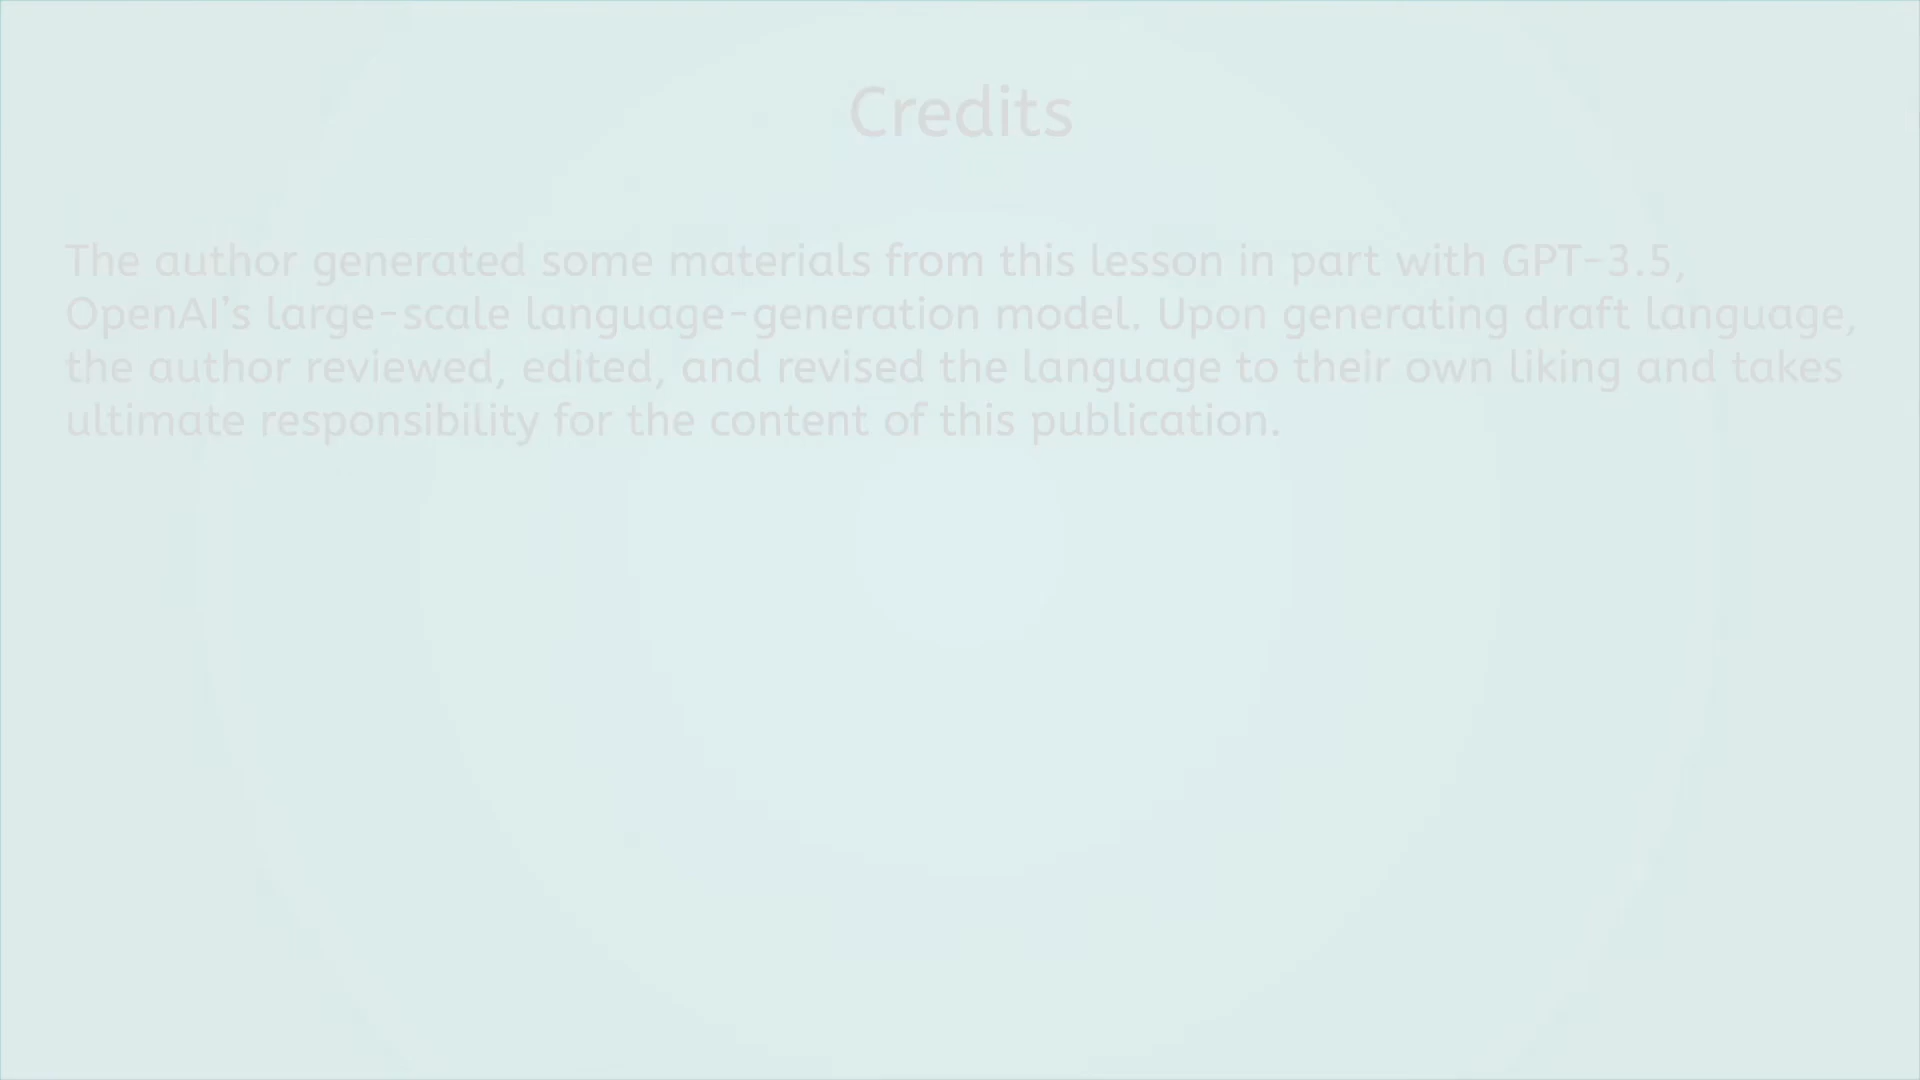 Credits
The author generated some materials from this lesson in part with GPT-3.5,
OpenAI’s large-scale language-generation model. Upon generating draft language,
the author reviewed, edited, and revised the language to their own liking and takes
ultimate responsibility for the content of this publication.